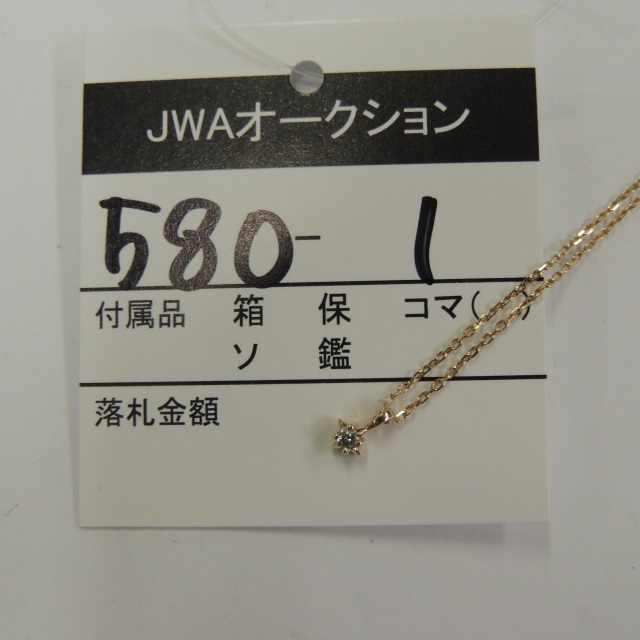 JWAオークション
580-1
付属品 箱 保 コマ( )
ソ 鑑
落札金額